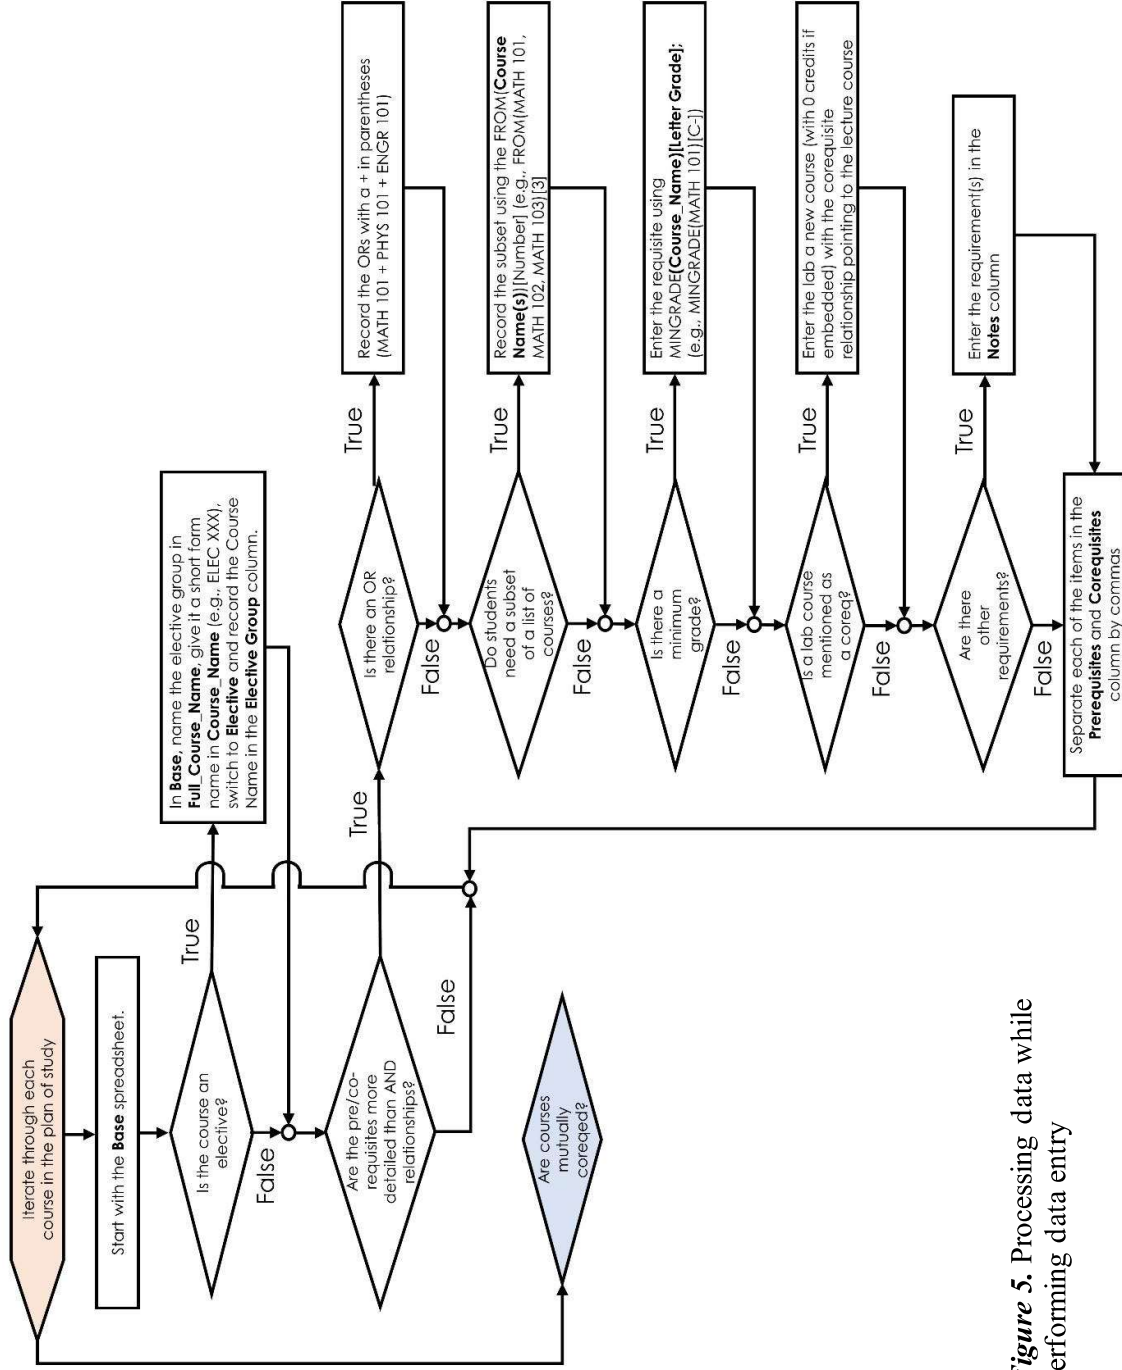 Iterate through each
course in the plan of study
Start with the Base spreadsheet.
Is the course an
elective?
True
False
In Base, name the elective group in
Full_Course_Name, give it a short form
name in Course_Name (e.g., ELEC XXX),
switch to Elective and record the Course
Name in the Elective Group column.
Are the pre/co-
requisites more
detailed than AND
relationships?
True
False
Is there an OR
relationship?
True
False
Record the ORs with a + in parentheses
(MATH 101 + PHYS 101 + ENGR 101)
Do students
need a subset
of a list of
courses?
True
False
Record the subset using the FROM(Course
Name(s))[Number] (e.g., FROM(MATH 101,
MATH 102, MATH 103)[3]
Is there a
minimum
grade?
True
False
Enter the requisite using
MINGRADE(Course_Name)[Letter Grade];
(e.g., MINGRADE(MATH 101)[C-])
Is a lab course
mentioned as
a coreq?
True
False
Enter the lab a new course (with 0 credits if
embedded) with the corequisite
relationship pointing to the lecture course
Are there
other
requirements?
True
False
Enter the requirement(s) in the
Notes column
Separate each of the items in the
Prerequisites and Corequisites
column by commas
Are courses
mutually
coreqed?
igure 5. Processing data while
erforming data entry